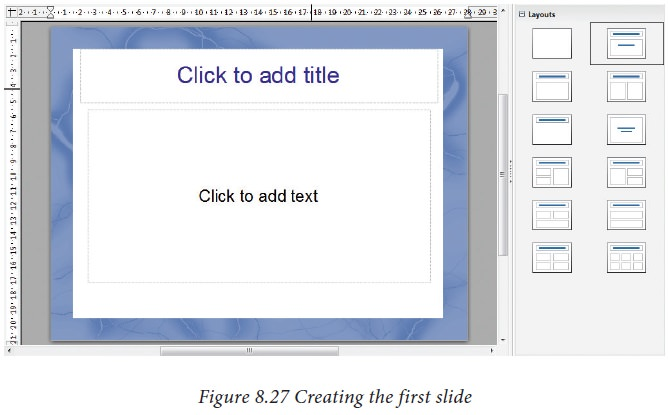 Layouts
Click to add title
Click to add text
Figure 8.27 Creating the first slide